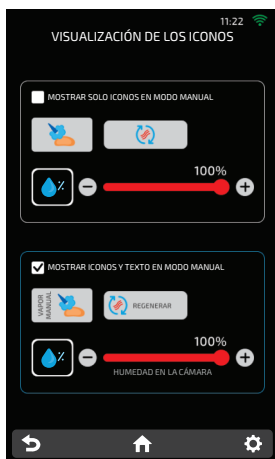 11:22
VISUALIZACIÓN DE LOS ICONOS
MOSTRAR SOLO ICONOS EN MODO MANUAL
%
100%
MOSTRAR ICONOS Y TEXTO EN MODO MANUAL
VAPOR
MANUAL
REGENERAR
%
100%
HUMEDAD EN LA CÁMARA